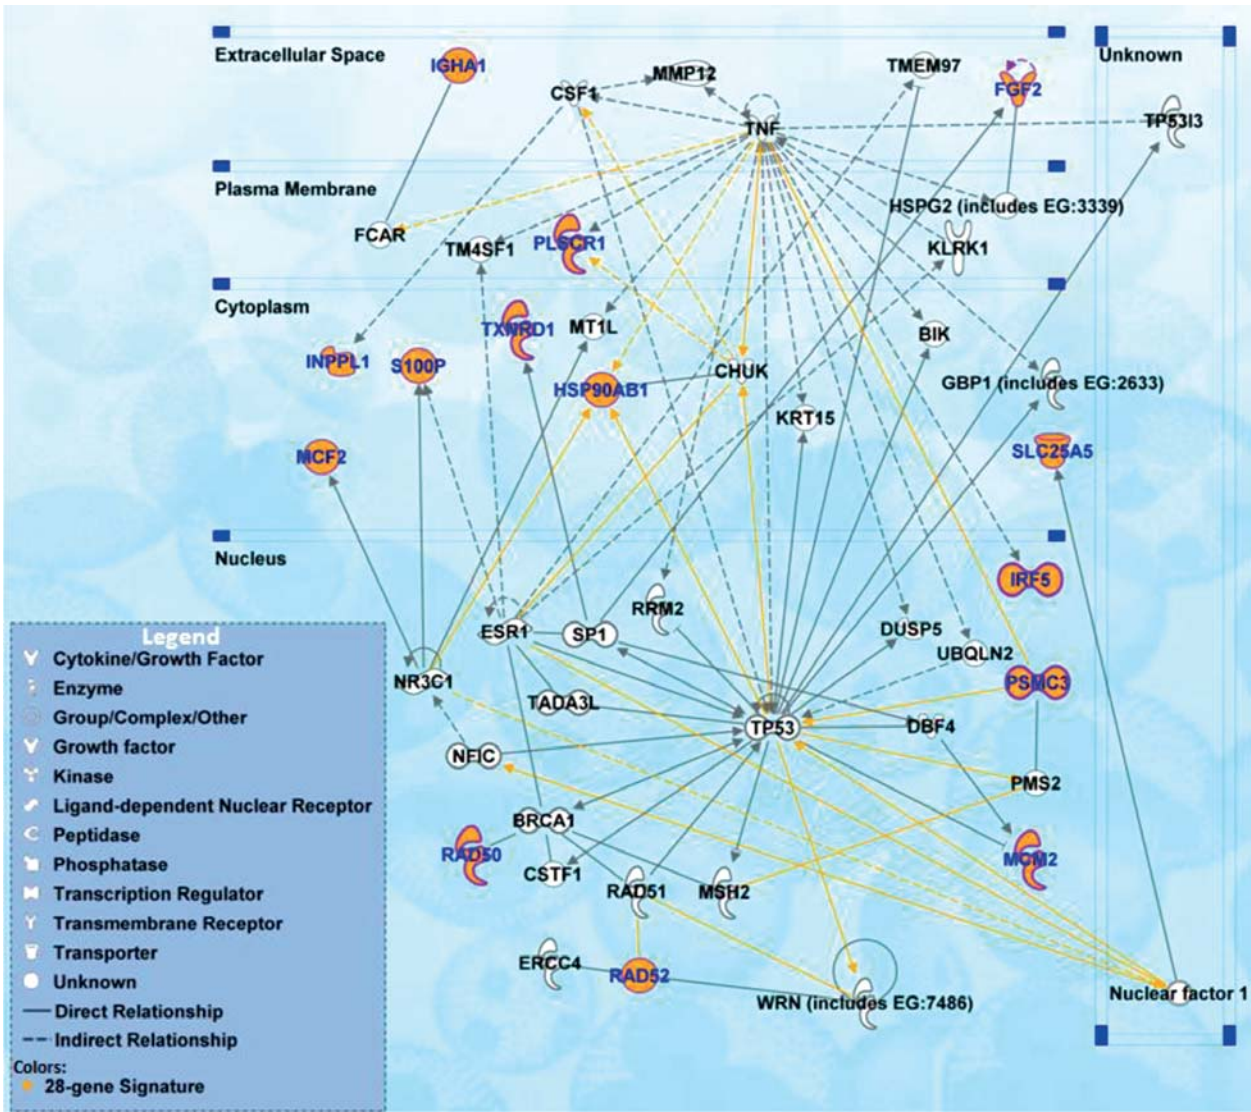 Extracellular Space
Unknown
IGHA1
MMP12
TMEM97
CSF1
FGF2
TNF
TP53I3
Plasma Membrane
HSPG2 (includes EG:3339)
FCAR
TM4SF1
PLSCR1
KLRK1
Cytoplasm
TXNRD1
MT1L
BIK
INPPL1
S100P
CHUK
HSP90AB1
GBP1 (includes EG:2633)
KRT15
MCF2
SLC25A5
Nucleus
IRF5
RRM2
ESR1
SP1
DUSP5
UBQLN2
NR3C1
PSMC3
TADA3L
TP53
DBF4
NFIC
PMS2
BRCA1
RAD50
MCM2
CSTF1
RAD51
MSH2
ERCC4
RAD52
WRN (includes EG:7486)
Nuclear factor 1
Legend
Cytokine/Growth Factor
Enzyme
Group/Complex/Other
Growth factor
Kinase
Ligand-dependent Nuclear Receptor
Peptidase
Phosphatase
Transcription Regulator
Transmembrane Receptor
Transporter
Unknown
Direct Relationship
Indirect Relationship
Colors:
28-gene Signature